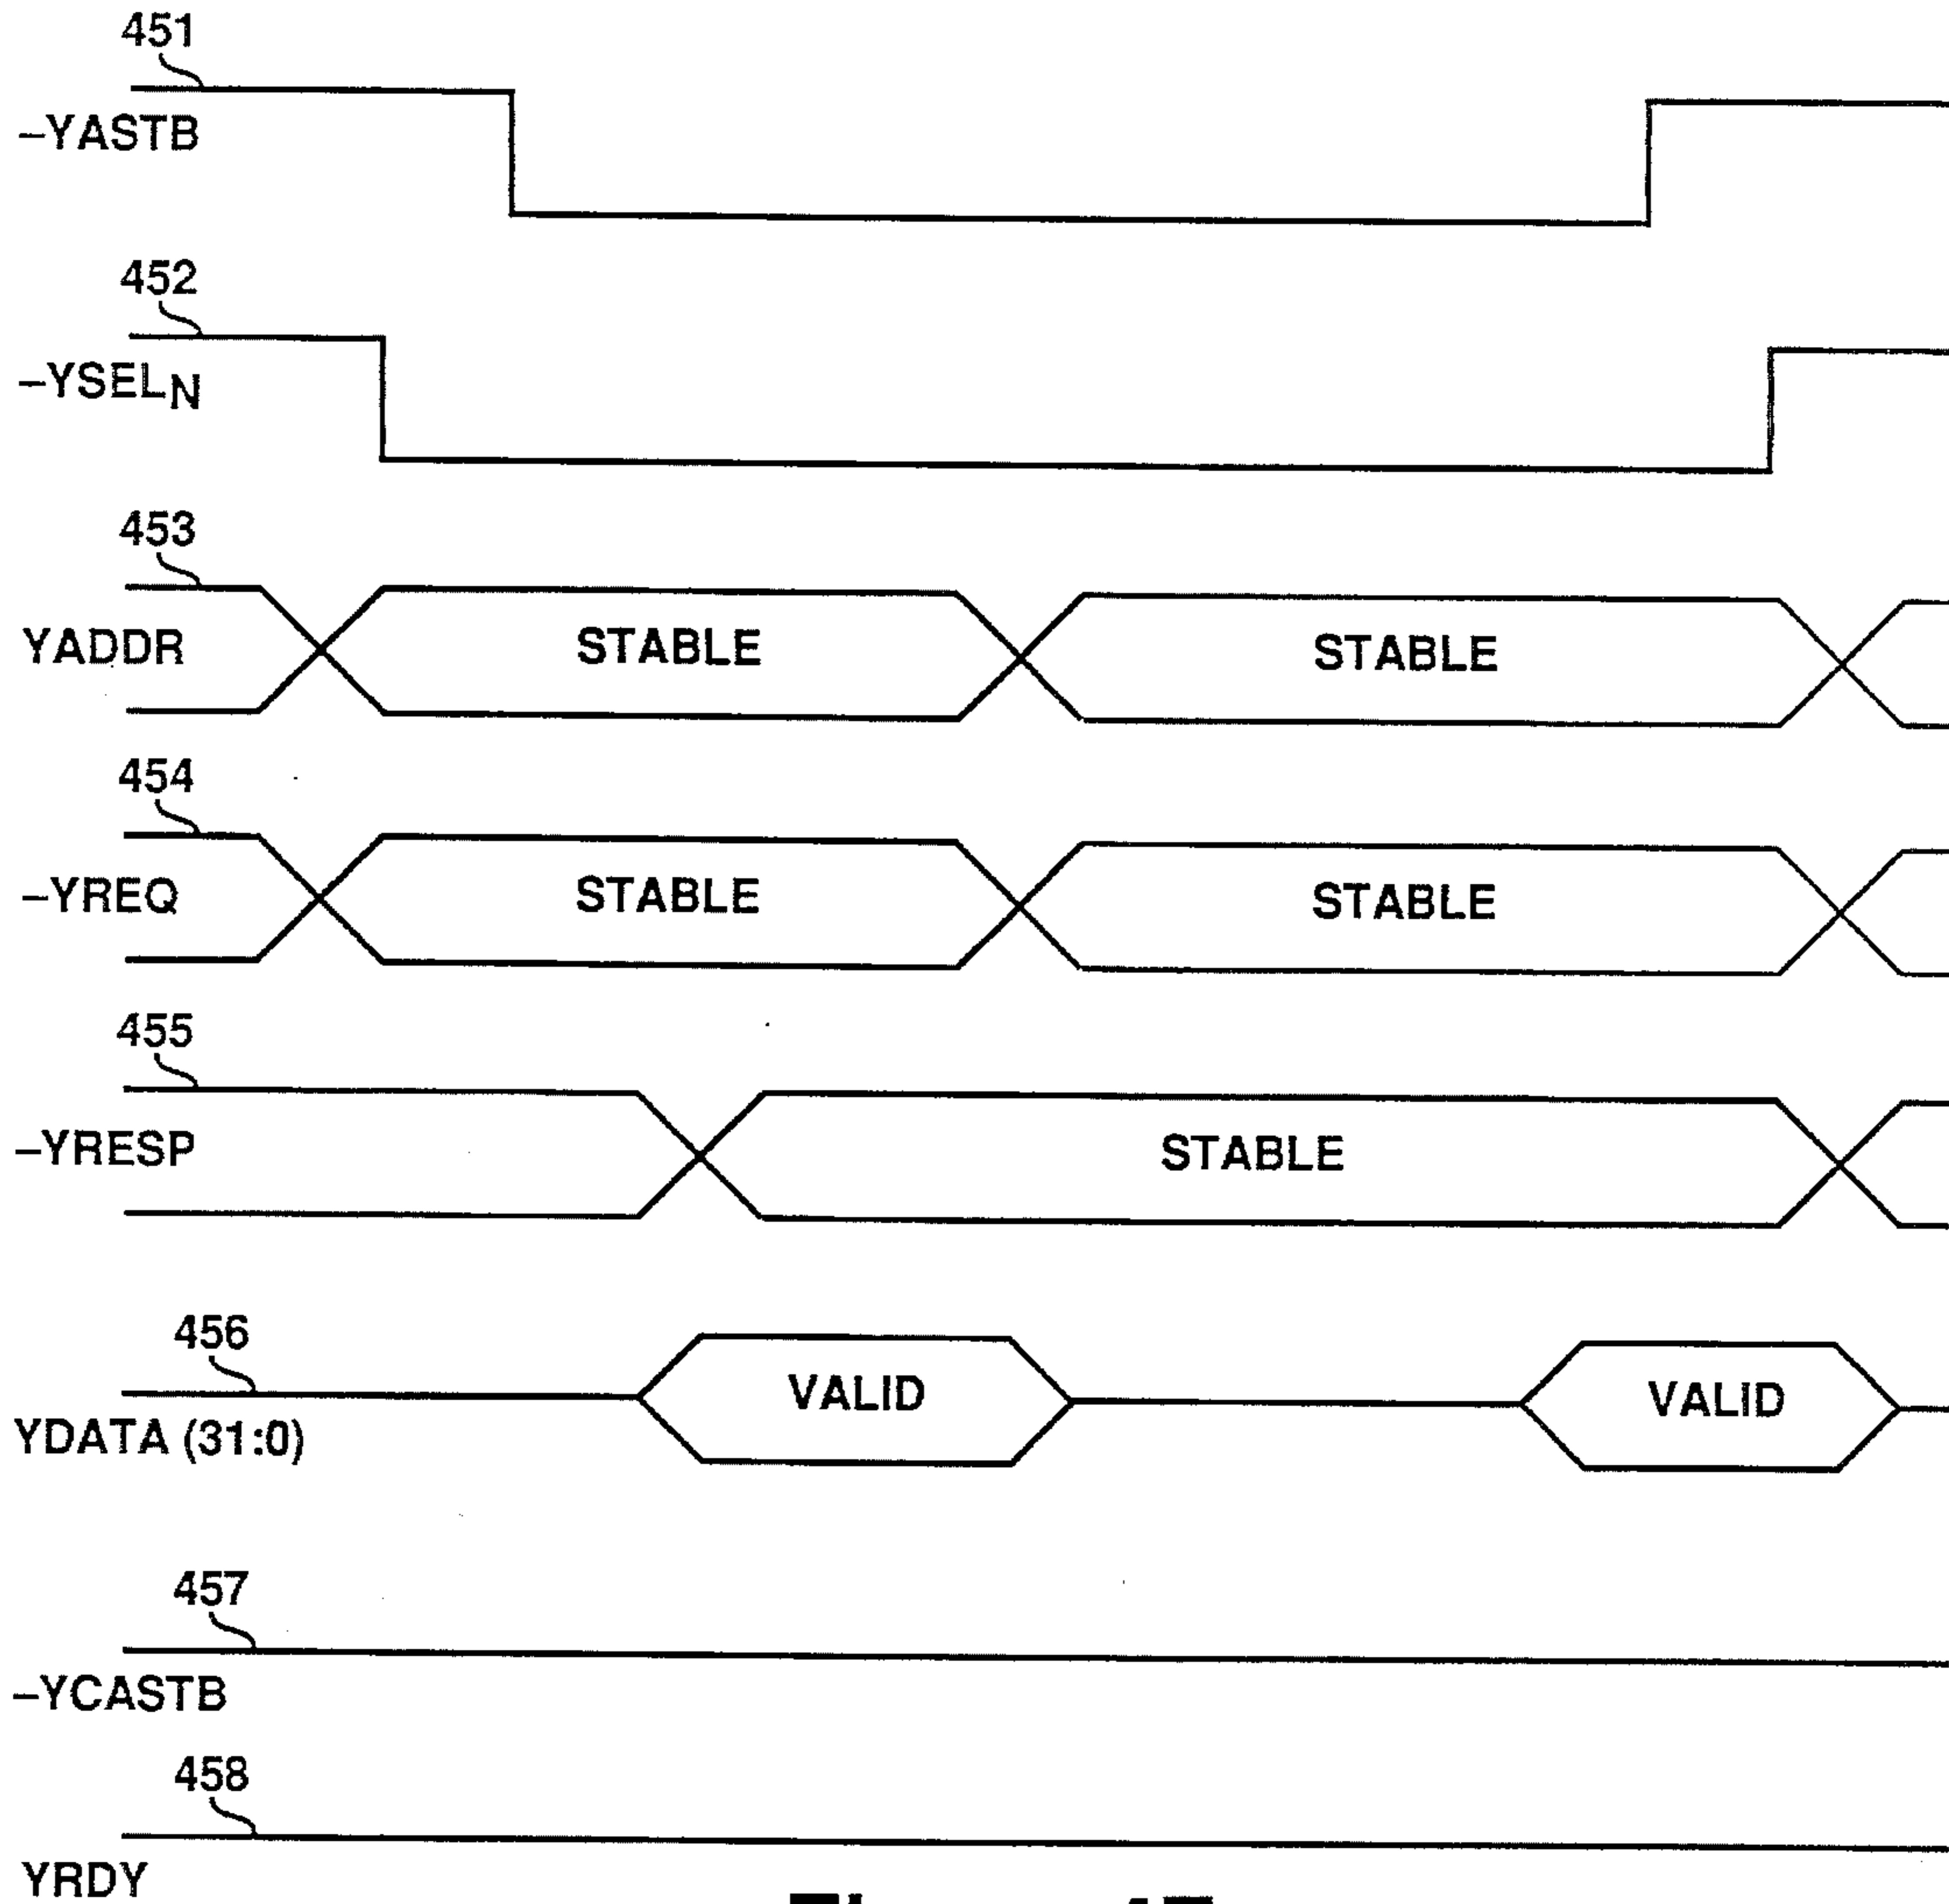 451
–YASTB
452
–YSELN
453
YADDR STABLE STABLE
454
–YREQ STABLE STABLE
455
–YRESP STABLE
456
YDATA (31:0) VALID VALID
457
–YCASTB
458
YRDY